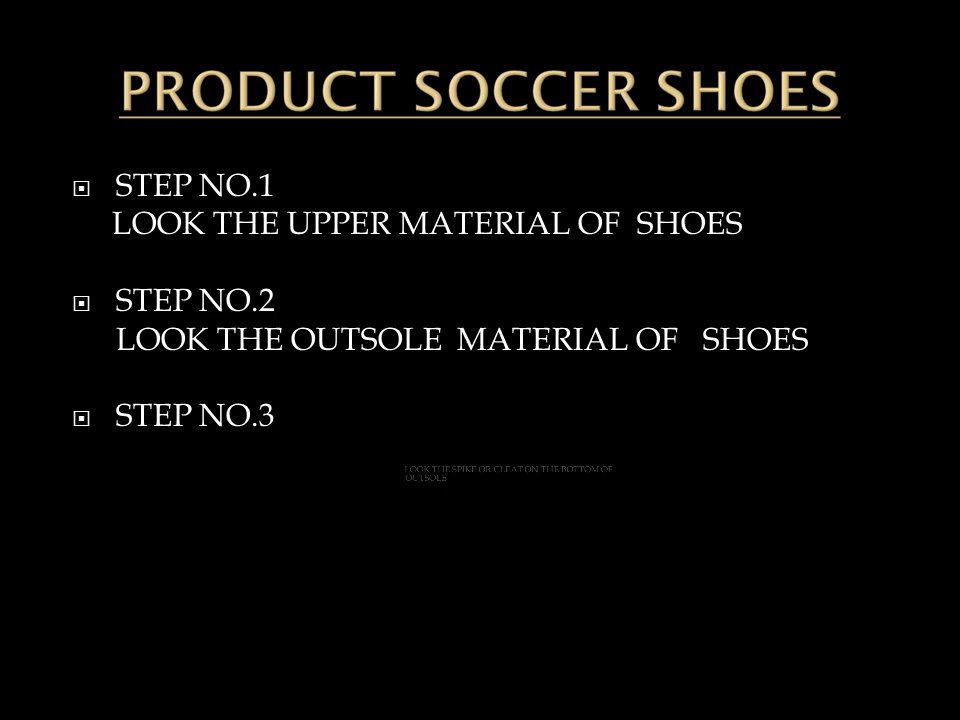 PRODUCT SOCCER SHOES
STEP NO.1
LOOK THE UPPER MATERIAL OF SHOES
STEP NO.2
LOOK THE OUTSOLE MATERIAL OF SHOES
STEP NO.3
LOOK THE SPIKE OR CLEAT ON THE BOTTOM OF
OUTSOLE